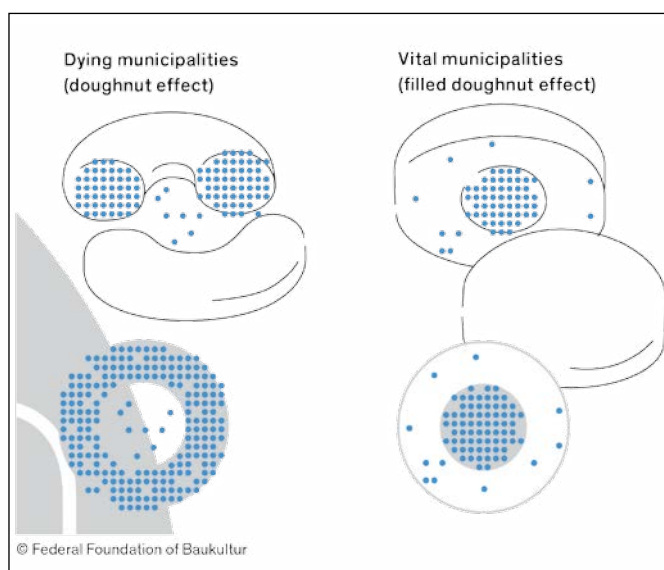 Dying municipalities
(doughnut effect)
Vital municipalities
(filled doughnut effect)
© Federal Foundation of Baukultur